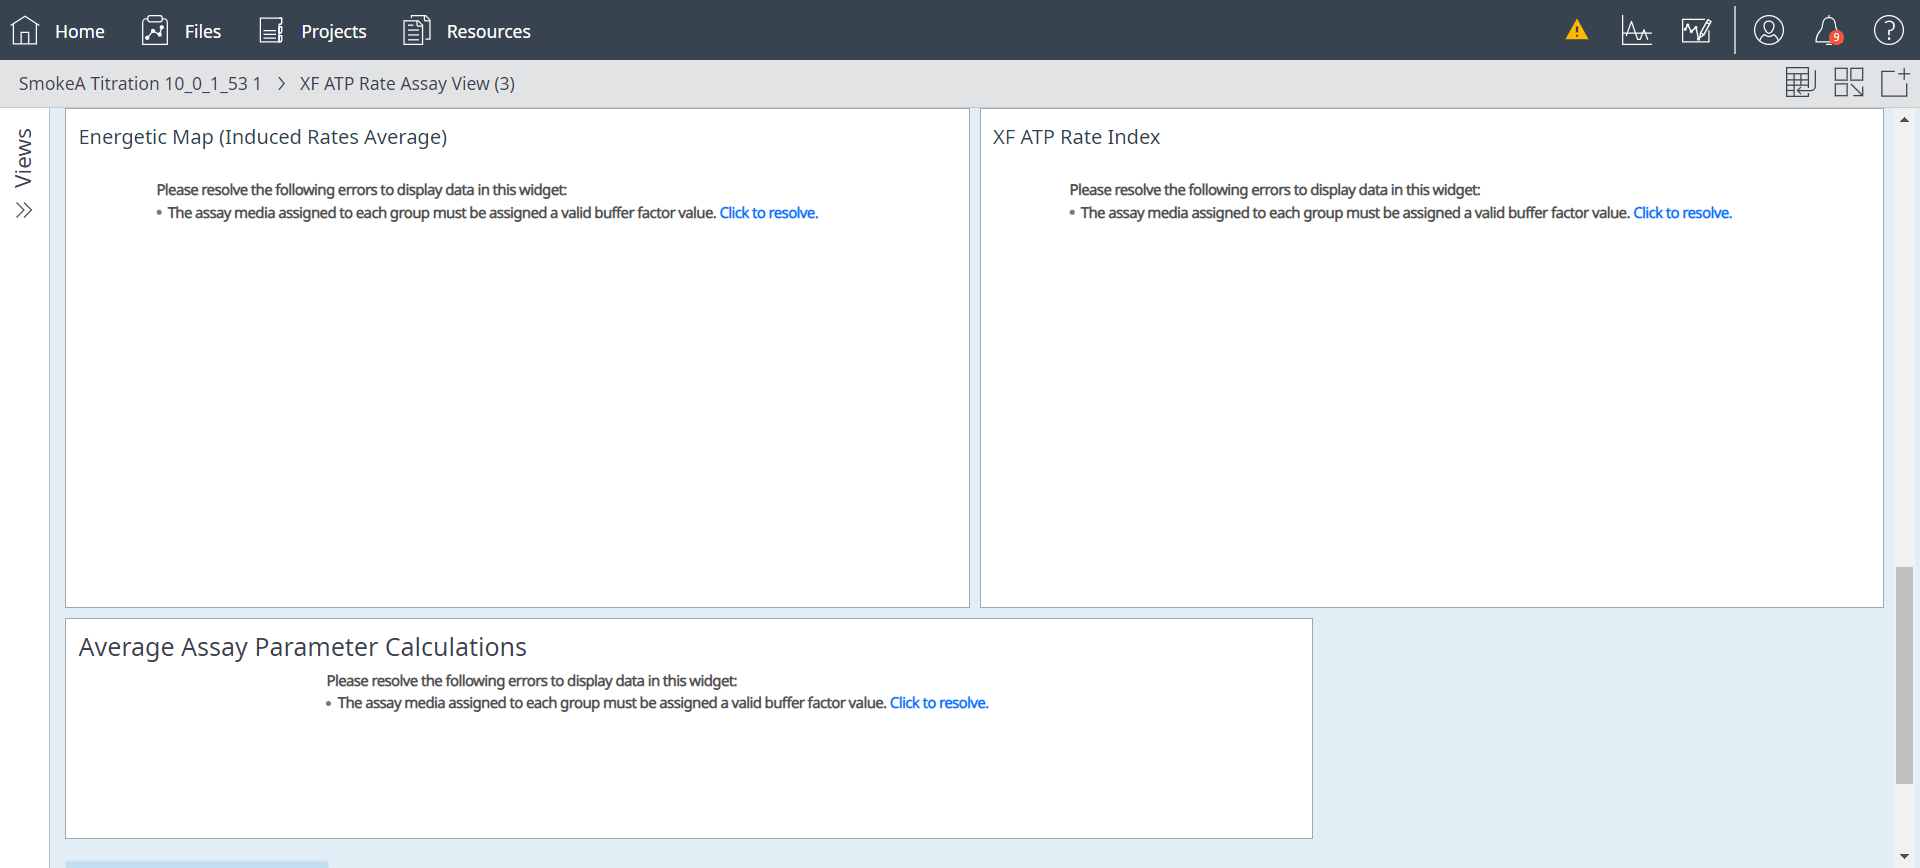 Home Files Projects Resources
9
SmokeA Titration 10_0_1_53 1 > XF ATP Rate Assay View (3)
Views
Energetic Map (Induced Rates Average)
Please resolve the following errors to display data in this widget:
• The assay media assigned to each group must be assigned a valid buffer factor value. Click to resolve.
XF ATP Rate Index
Please resolve the following errors to display data in this widget:
• The assay media assigned to each group must be assigned a valid buffer factor value. Click to resolve.
Average Assay Parameter Calculations
Please resolve the following errors to display data in this widget:
• The assay media assigned to each group must be assigned a valid buffer factor value. Click to resolve.